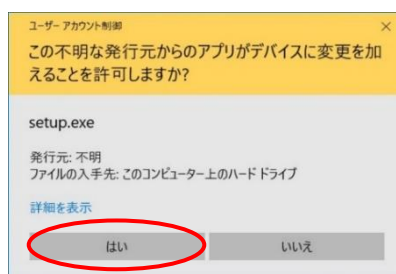 ユーザー アカウント制御
この不明な発行元からのアプリがデバイスに変更を加
えることを許可しますか?
setup.exe
発行元: 不明
ファイルの入手先: このコンピューター上のハード ドライブ
詳細を表示
はい
いいえ